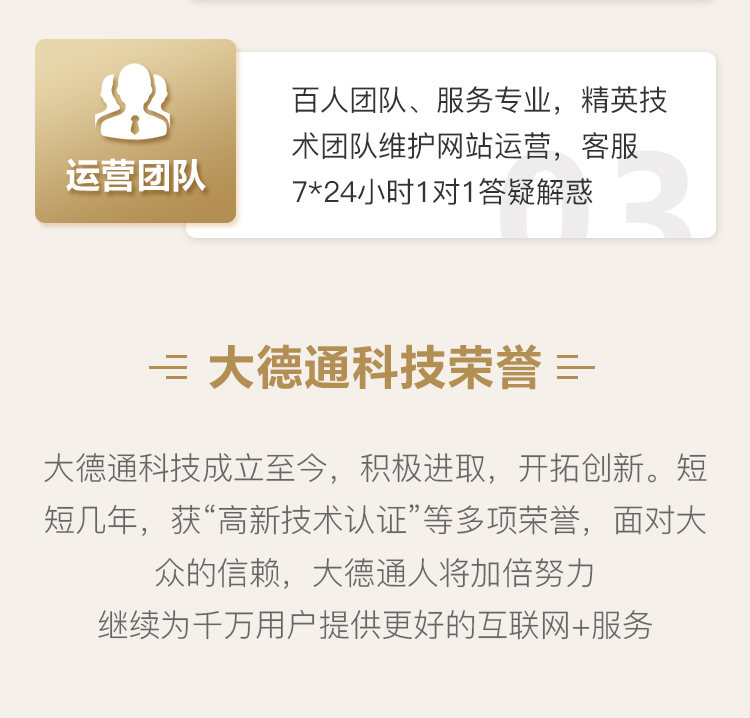 运营团队
百人团队、服务专业，精英技
术团队维护网站运营，客服
7*24小时1对1答疑解惑
03
大德通科技荣誉
大德通科技成立至今，积极进取，开拓创新。短
短几年，获“高新技术认证”等多项荣誉，面对大
众的信赖，大德通人将加倍努力
继续为千万用户提供更好的互联网+服务